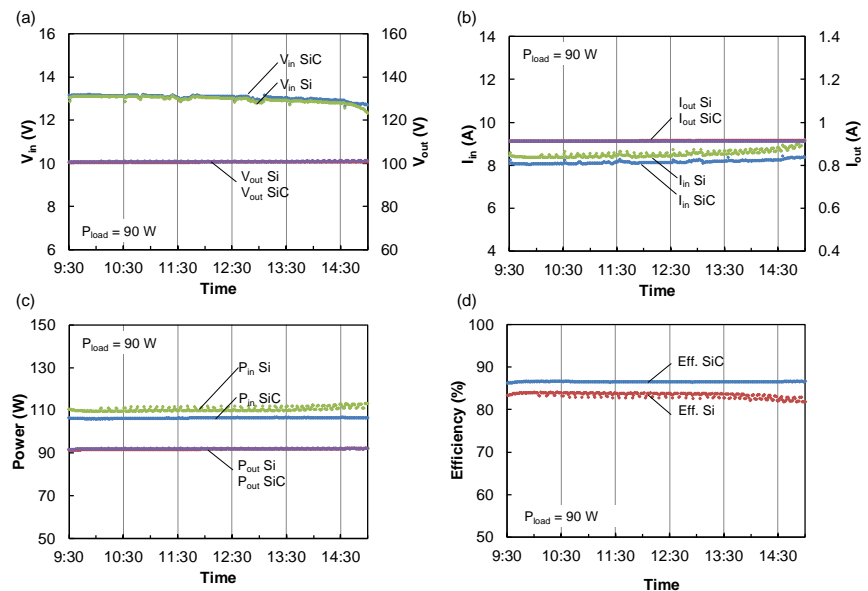 (a)
16
14
12
10
8
6
160
140
120
100
80
60
V_in (V)
V_out (V)
V_in SiC
V_in Si
V_out Si
V_out SiC
P_load = 90 W
9:30 10:30 11:30 12:30 13:30 14:30
Time
(b)
14
12
10
8
6
4
1.4
1.2
1
0.8
0.6
0.4
I_in (A)
I_out (A)
P_load = 90 W
I_out Si
I_out SiC
I_in Si
I_in SiC
9:30 10:30 11:30 12:30 13:30 14:30
Time
(c)
150
130
110
90
70
50
Power (W)
P_load = 90 W
P_in Si
P_in SiC
P_out Si
P_out SiC
9:30 10:30 11:30 12:30 13:30 14:30
Time
(d)
100
90
80
70
60
50
Efficiency (%)
Eff. SiC
Eff. Si
P_load = 90 W
9:30 10:30 11:30 12:30 13:30 14:30
Time